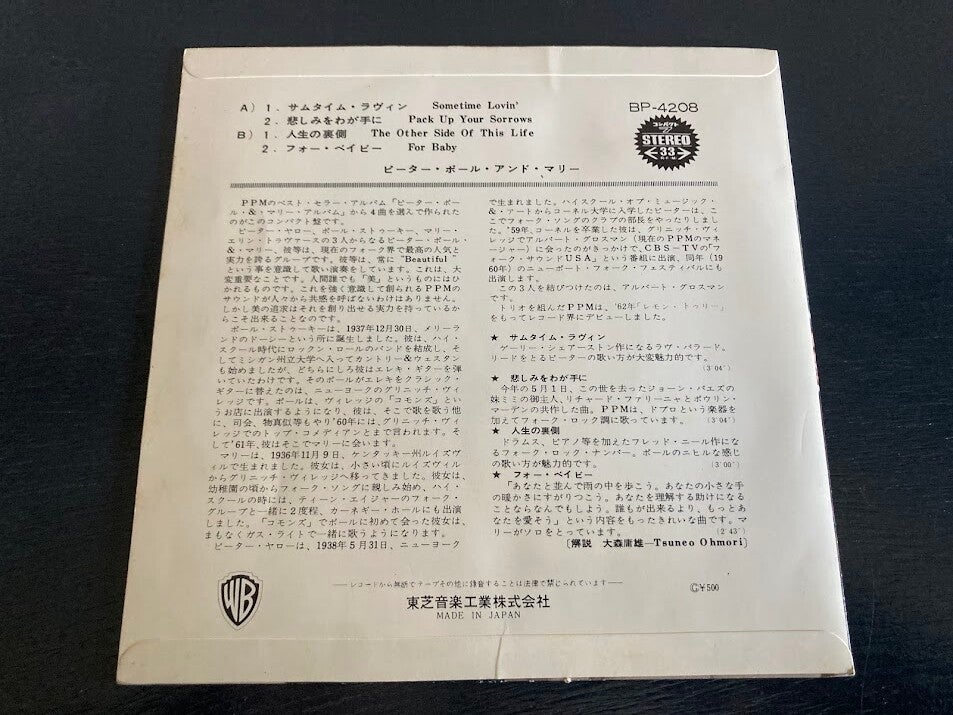 A) 1. サムタイム・ラヴィン Sometime Lovin'
2. 悲しみをわが手に Pack Up Your Sorrows
B) 1. 人生の裏側 The Other Side Of This Life
2. フォー・ベイビー For Baby
ピーター・ポール・アンド・マリー
BP-4208
コンパクト
STEREO
33
PPMのベスト・セラー・アルバム「ピーター・ポー
ル・&・マリー・アルバム」から4曲を選んで作られた
のがこのコンパクト盤です。
ピーター・ヤロー、ポール・ストゥーキー、マリー・
エリン・トラヴァースの3人からなるピーター・ポール
・&・マリー。彼等は、現在のフォーク界で最高の人気と
実力を誇るグループです。彼等は、常に"Beautiful"
という事を意識して歌い演奏をしています。これは、大
変重要なことです。人間誰でも「美」というものにはひ
かれるものです。これを強く意識して創られるPPMの
サウンドが人々から共感を呼ばないわけはありません。
しかし美の追求はそれを創り出せる実力を持っているか
らこそ出来ることなのです。
ポール・ストゥーキーは、1937年12月30日、メリーラ
ンドのドーシーという所に誕生しました。彼は、ハイ・
スクール時代にロックン・ロールのバンドを結成し、そ
してミシガン州立大学へ入ってカントリー&ウェスタン
も始めましたが、どちらにしろ彼はエレキ・ギターを弾
いていたわけです。そのポールがエレキをクラシック・
ギターに替えたのは、ニューヨークのグリニッチ・ヴィ
レッジです。ポールは、ヴィレッジの「コモンズ」とい
うお店に出演するようになり、彼は、そこで歌を歌う他
に、司会、物真似等もやり'60年には、グリニッチ・ヴィ
レッジでのトップ・コメディアンとまで言われます。そ
して'61年、彼はそこでマリーに会います。
マリーは、1936年11月9日、ケンタッキー州ルイズヴ
ィルで生まれました。彼女は、小さい頃にルイズヴィル
からグリニッチ・ヴィレッジへ移ってきました。彼女は、
幼稚園の頃からフォーク・ソングに親しみ始め、ハイ・
スクールの時には、ティーン・エイジャーのフォーク・
グループと一緒に2度程、カーネギー・ホールにも出演
しました。「コモンズ」でポールに初めて会った彼女は、
まもなくガス・ライトで一緒に歌うようになります。
ピーター・ヤローは、1938年5月31日、ニューヨーク
で生まれました。ハイスクール・オブ・ミュージック・
&・アートからコーネル大学に入学したピーターは、こ
こでフォーク・ソングのクラブの部長をやったりしまし
た。'59年、コーネルを卒業した彼は、グリニッチ・ヴィ
レッジでアルバート・グロスマン(現在のPPMのマネ
ージャー)に会ったのがきっかけで、CBS-TVの「フ
ォーク・サウンドUSA」という番組に出演、同年(19
60年)のニューポート・フォーク・フェスティバルにも
出演します。
この3人を結びつけたのは、アルバート・グロスマン
です。
トリオを組んだPPMは、'62年「レモン・トゥリー」
をもってレコード界にデビューしました。
★ サムタイム・ラヴィン
ゲーリー・シェアーストン作になるラヴ・バラード。
リードをとるピーターの歌い方が大変魅力的です。
(3'04")
★ 悲しみをわが手に
今年の5月1日、この世を去ったジョーン・バエズの
妹ミミの御主人、リチャード・ファリーニャとポウリン・
マーデンの共作した曲。PPMは、ドブロという楽器を
加えてフォーク・ロック調に歌っています。 (3'04")
★ 人生の裏側
ドラムス、ピアノ等を加えたフレッド・ニール作にな
るフォーク・ロック・ナンバー。ポールのニヒルな感じ
の歌い方が魅力的です。 (3'00")
★ フォー・ベイビー
「あなたと並んで雨の中を歩こう。あなたの小さな手
の暖かさにすがりつこう。あなたを理解する助けになる
ことならなんでもしよう。誰もが出来るより、もっとあ
なたを愛そう」という内容をもったきれいな曲です。マ
リーがソロをとっています。 (2'43")
〔解説 大森庸雄—Tsuneo Ohmori〕
WB
—レコードから無断でテープその他に録音することは法律で禁じられています—
東芝音楽工業株式会社
MADE IN JAPAN
Ⓖ¥500